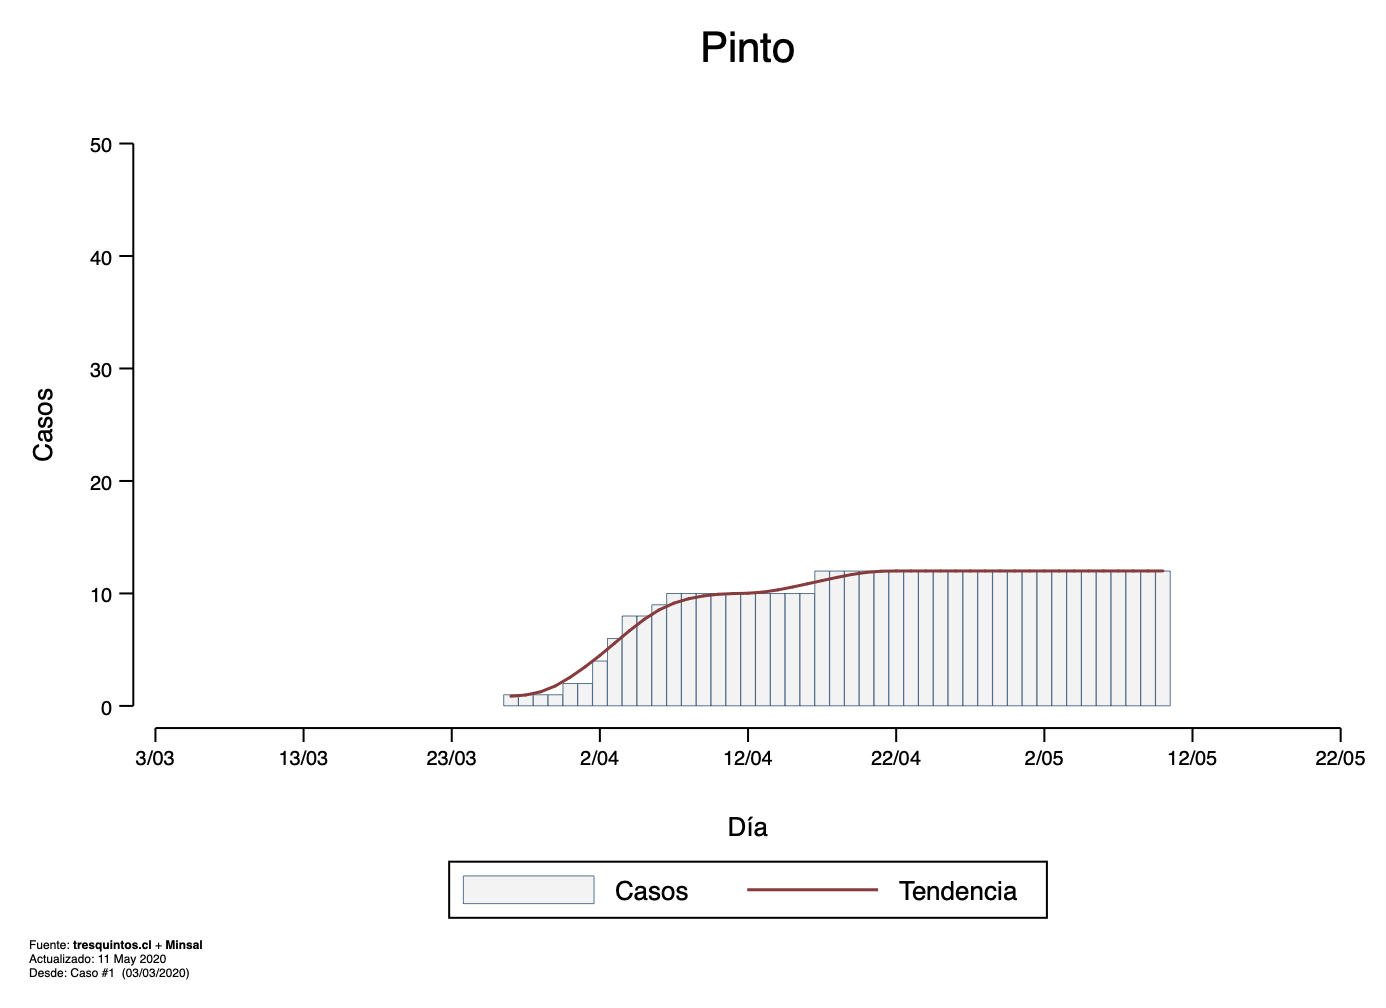 Pinto
50
40
30
20
10
0
Casos
3/03 13/03 23/03 2/04 12/04 22/04 2/05 12/05 22/05
Día
Casos Tendencia
Fuente: tresquintos.cl + Minsal
Actualizado: 11 May 2020
Desde: Caso #1 (03/03/2020)